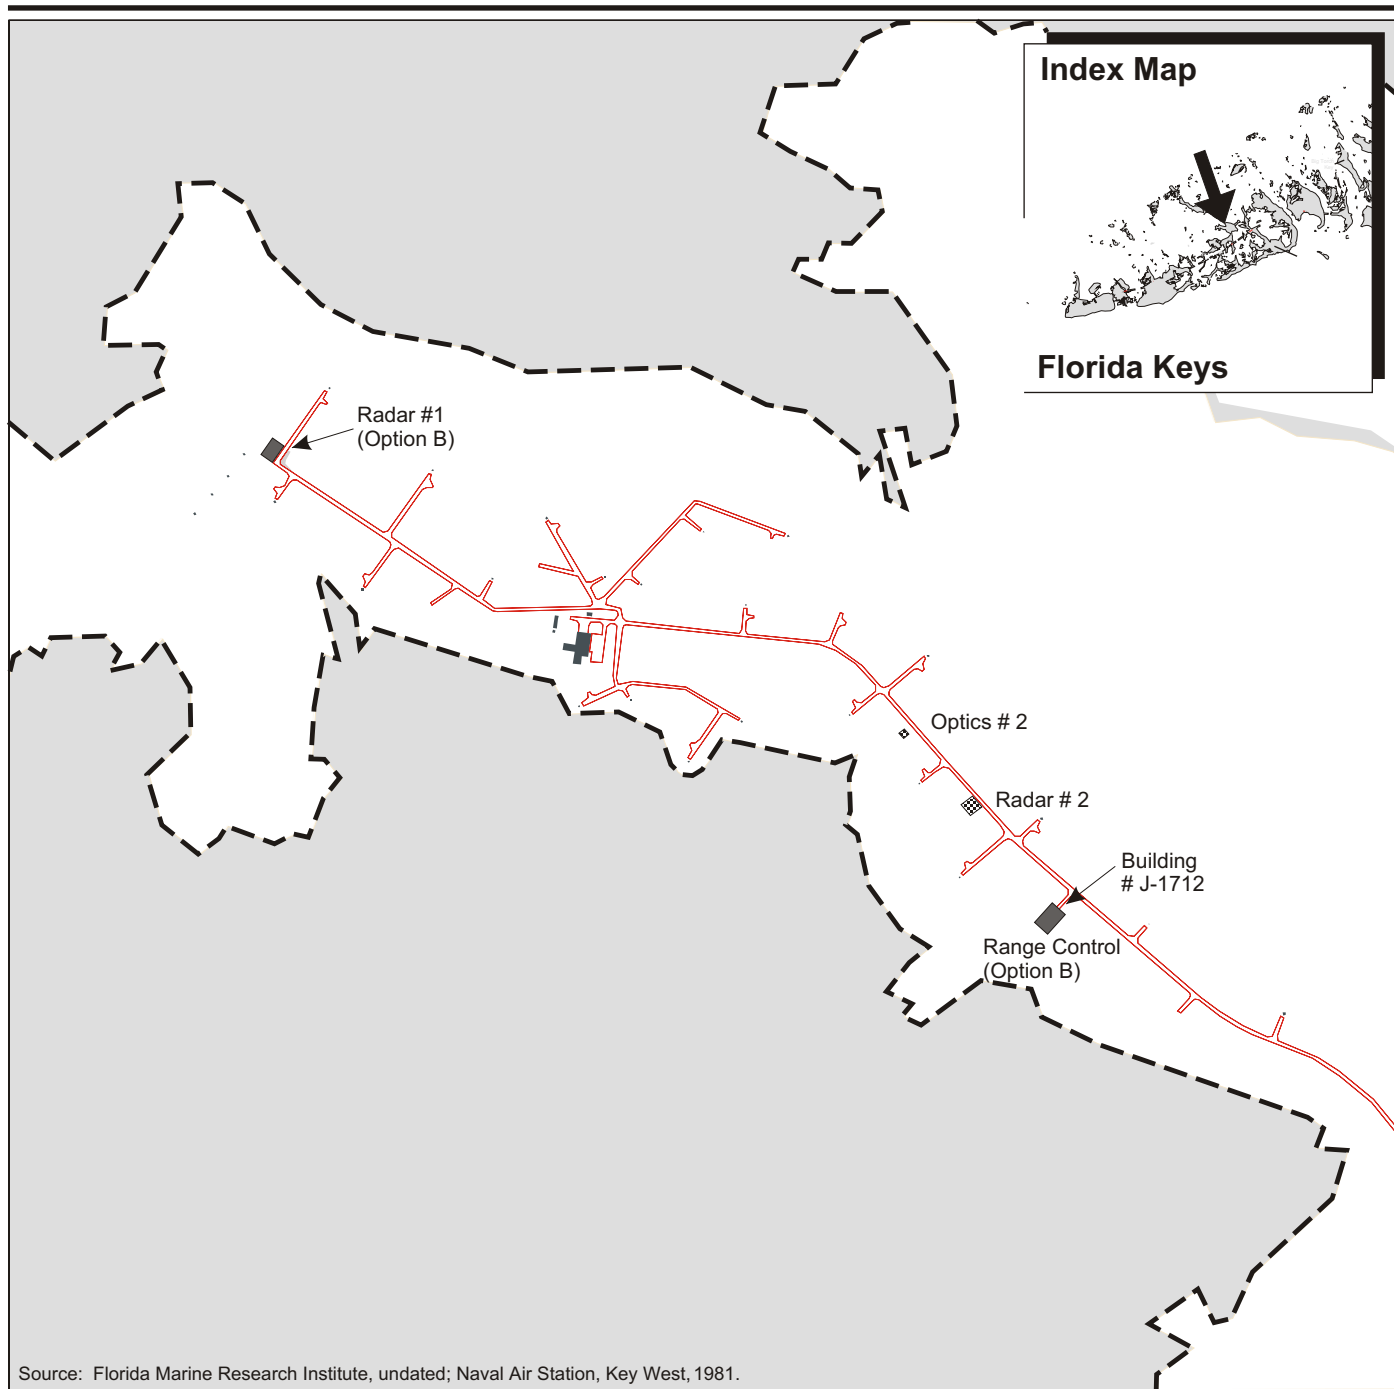 Index Map
Florida Keys
Radar #1
(Option B)
Optics # 2
Radar # 2
Building
# J-1712
Range Control
(Option B)
Source: Florida Marine Research Institute, undated; Naval Air Station, Key West, 1981.